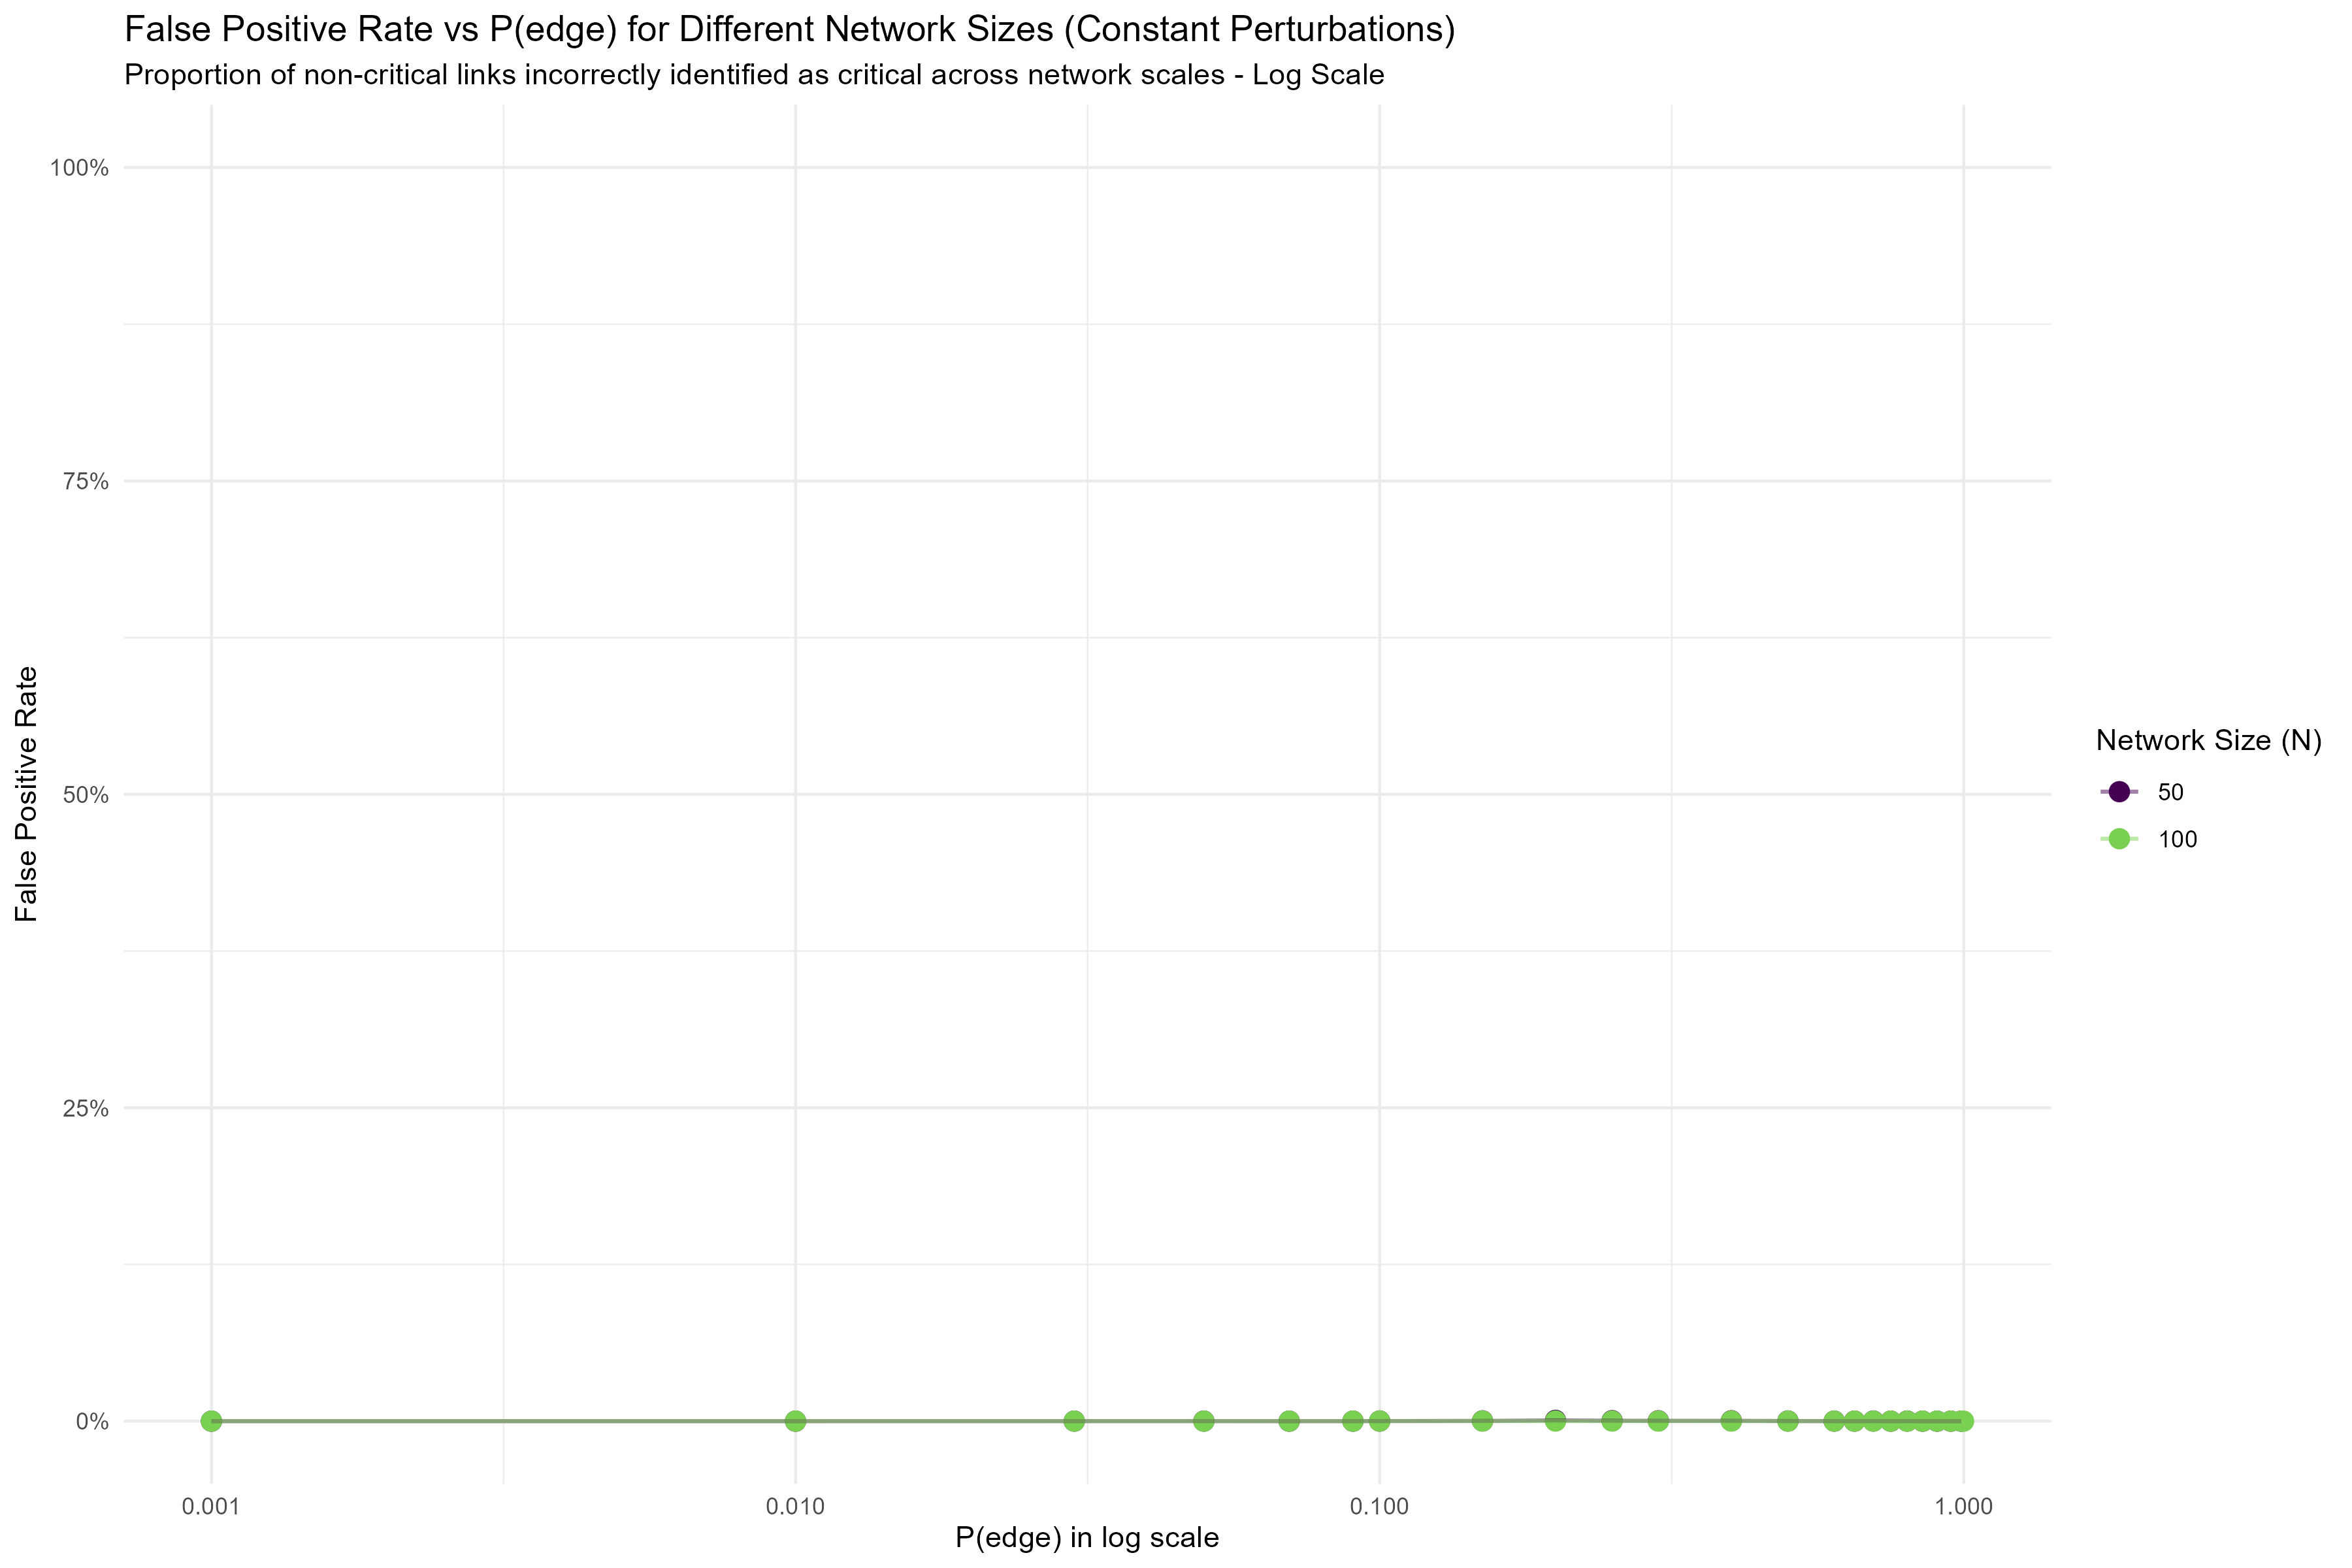 False Positive Rate vs P(edge) for Different Network Sizes (Constant Perturbations)
Proportion of non-critical links incorrectly identified as critical across network scales - Log Scale
100%
75%
50%
25%
0%
False Positive Rate
0.001
0.010
0.100
1.000
P(edge) in log scale
Network Size (N)
50
100